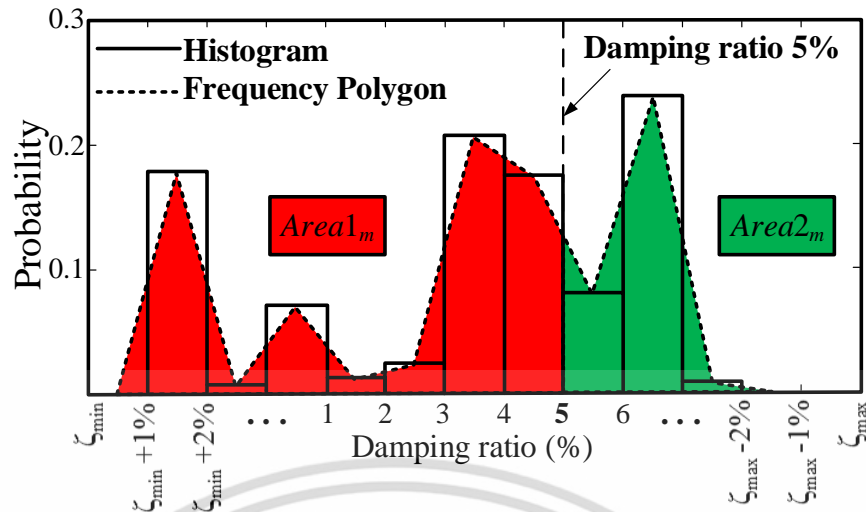 0.3
Histogram
Frequency Polygon
Damping ratio 5%
0.2
Area1m
Area2m
0.1
Probability
ζmin
ζmin +1%
ζmin +2%
...
1
2
3
4
5
6
...
ζmax -2%
ζmax -1%
ζmax
Damping ratio (%)